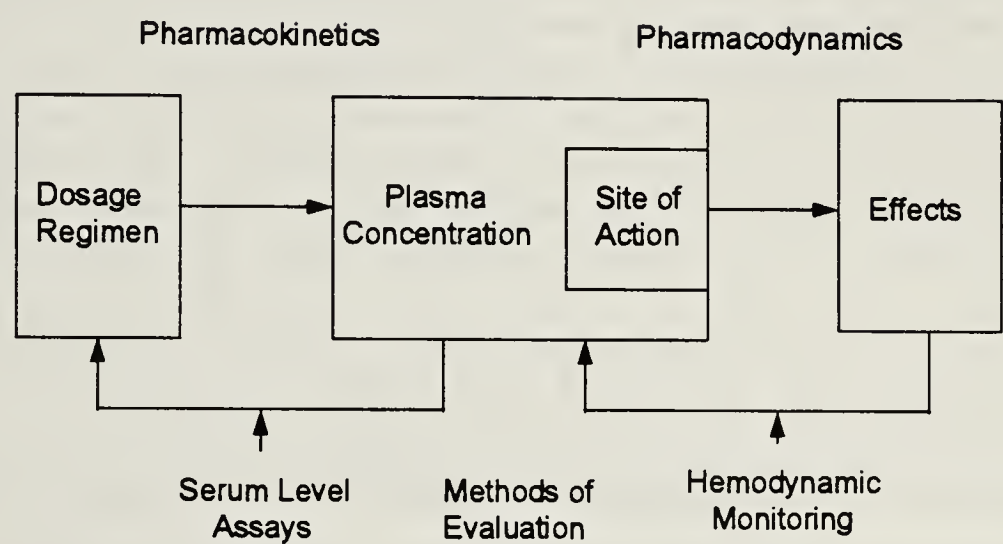 Pharmacokinetics
Pharmacodynamics
Dosage
Regimen
Plasma
Concentration
Site of
Action
Effects
Serum Level
Assays
Methods of
Evaluation
Hemodynamic
Monitoring